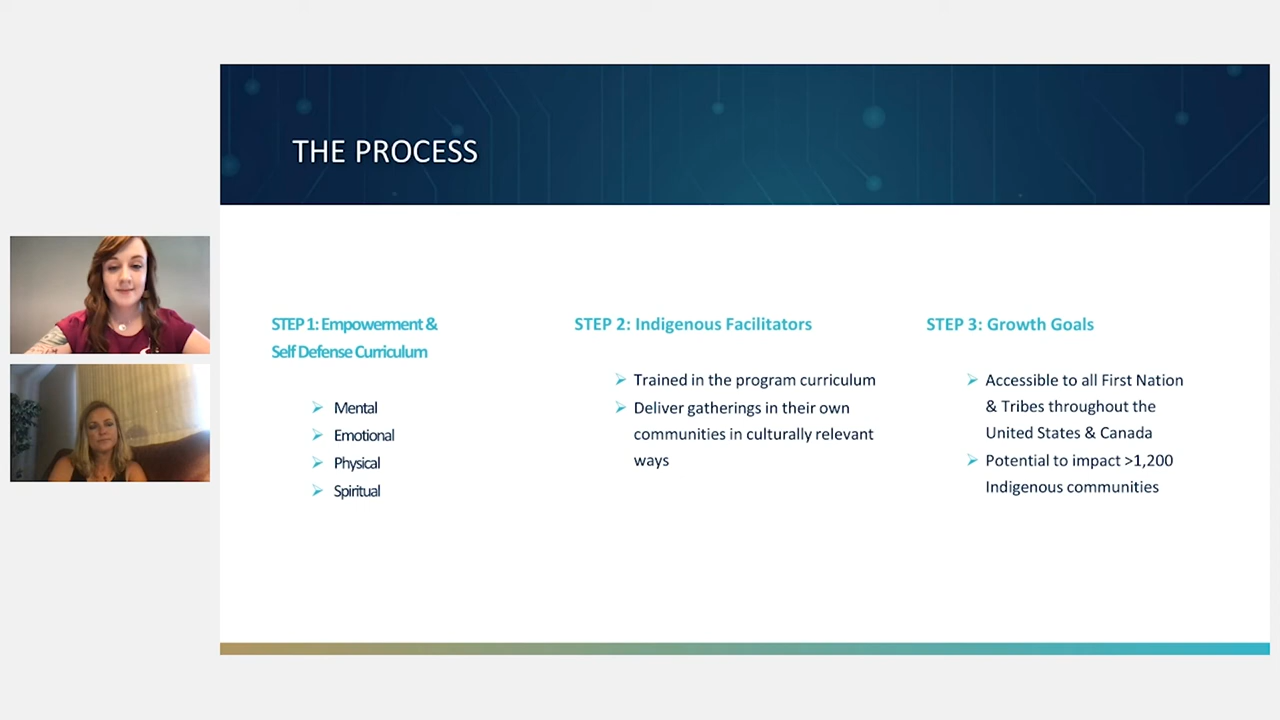 THE PROCESS
STEP 1: Empowerment &
Self Defense Curriculum
Mental
Emotional
Physical
Spiritual
STEP 2: Indigenous Facilitators
Trained in the program curriculum
Deliver gatherings in their own
communities in culturally relevant
ways
STEP 3: Growth Goals
Accessible to all First Nation
& Tribes throughout the
United States & Canada
Potential to impact >1,200
Indigenous communities